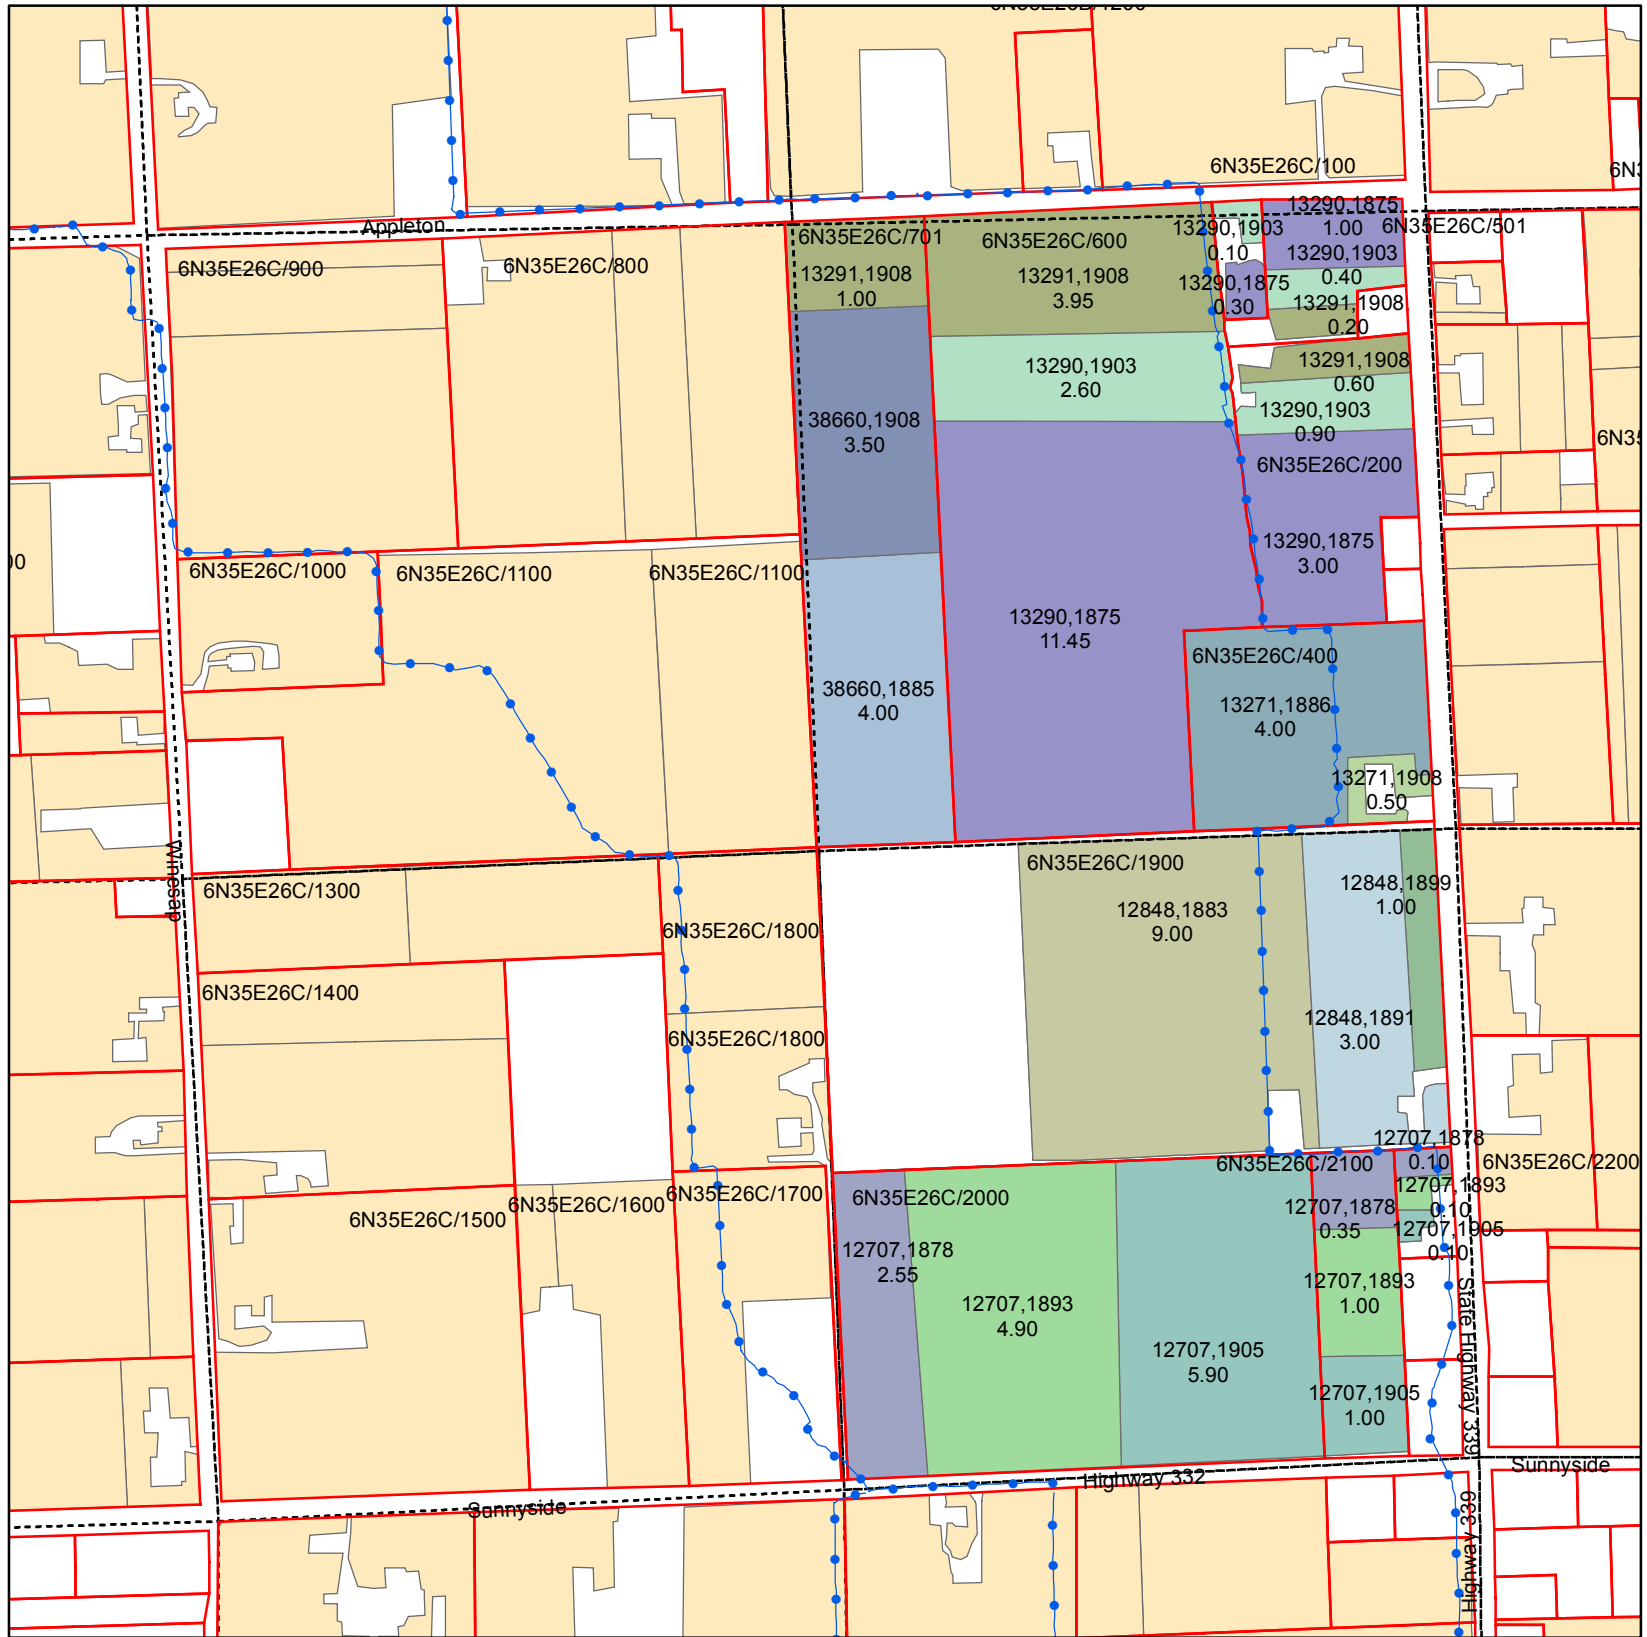 6N35E26C/100
Appleton
13290,1875
1.00
6N35E26C/501
13290,1903
0.10
6N35E26C/701
6N35E26C/600
13290,1903
0.40
6N35E26C/900
6N35E26C/800
13291,1908
1.00
13291,1908
3.95
13290,1875
0.30
13291,1908
0.20
13290,1903
2.60
13291,1908
0.60
38660,1908
3.50
13290,1903
0.90
6N35E26C/200
13290,1875
3.00
6N35E26C/1000
6N35E26C/1100
6N35E26C/1100
13290,1875
11.45
6N35E26C/400
38660,1885
4.00
13271,1886
4.00
13271,1908
0.50
Winesap
6N35E26C/1300
6N35E26C/1900
12848,1899
1.00
12848,1883
9.00
6N35E26C/1800
6N35E26C/1400
12848,1891
3.00
6N35E26C/1800
12707,1878
0.10
6N35E26C/2100
6N35E26C/2200
12707,1893
0.10
6N35E26C/1700
6N35E26C/2000
6N35E26C/1600
12707,1878
0.35
6N35E26C/1500
12707,1905
0.10
12707,1878
2.55
12707,1893
1.00
12707,1893
4.90
12707,1905
5.90
State Highway 339
12707,1905
1.00
Sunnyside
Highway 332
Sunnyside
Highway 339